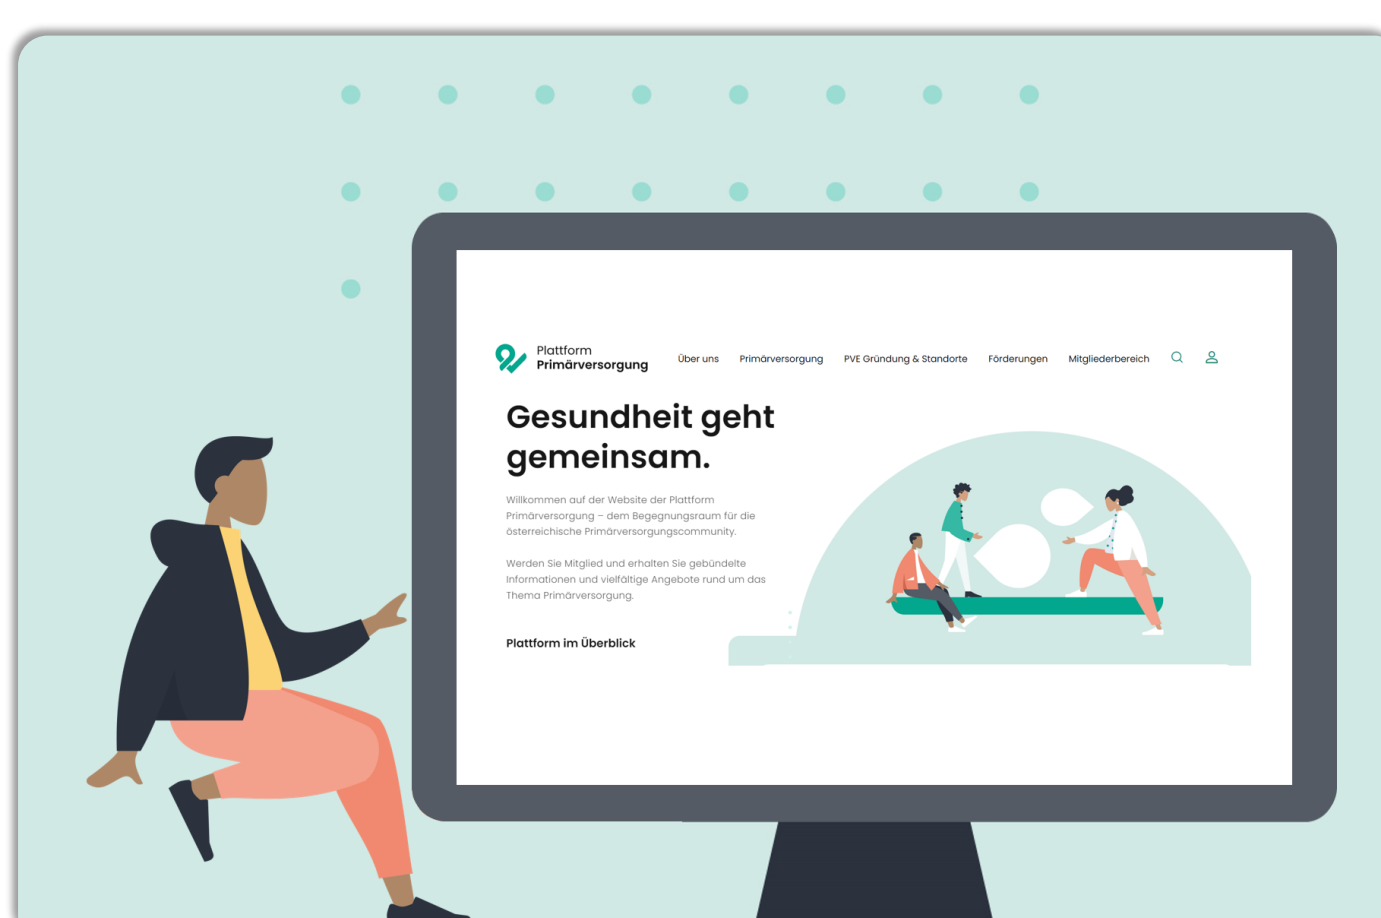 Plattform
Primärversorgung
Über uns Primärversorgung PVE Gründung & Standorte Förderungen Mitgliederbereich
Gesundheit geht
gemeinsam.
Willkommen auf der Website der Plattform
Primärversorgung – dem Begegnungsraum für die
österreichische Primärversorgungscommunity.
Werden Sie Mitglied und erhalten Sie gebündelte
Informationen und vielfältige Angebote rund um das
Thema Primärversorgung.
Plattform im Überblick